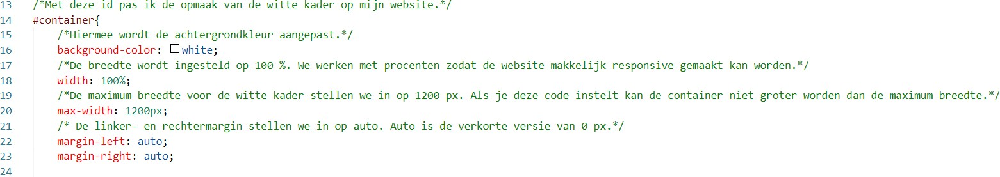 13 /*Met deze id pas ik de opmaak van de witte kader op mijn website.*/
14 #container{
15 /*Hiermee wordt de achtergrondkleur aangepast.*/
16 background-color: white;
17 /*De breedte wordt ingesteld op 100 %. We werken met procenten zodat de website makkelijk responsive gemaakt kan worden.*/
18 width: 100%;
19 /*De maximum breedte voor de witte kader stellen we in op 1200 px. Als je deze code instelt kan de container niet groter worden dan de maximum breedte.*/
20 max-width: 1200px;
21 /* De linker- en rechtermargin stellen we in op auto. Auto is de verkorte versie van 0 px.*/
22 margin-left: auto;
23 margin-right: auto;
24